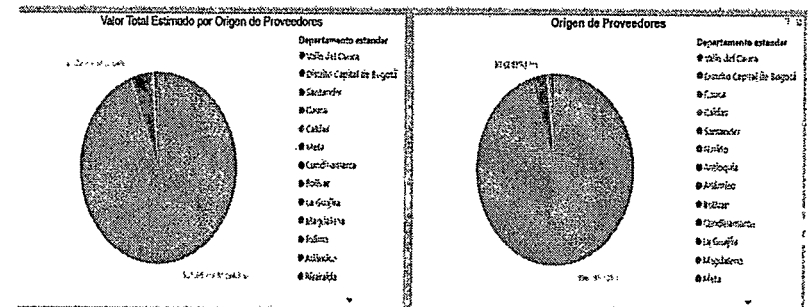 Valor Total Estimado por Origen de Proveedores
Departamento estandar
Valle del Cauca
Distrito Capital de Bogotá
Santander
Cauca
Caldas
Meta
Cundinamarca
Bolívar
La Guajira
Magdalena
Tolima
Atlántico
Risaralda
Origen de Proveedores
Departamento estandar
Valle del Cauca
Distrito Capital de Bogotá
Cauca
Caldas
Santander
Nariño
Antioquia
Atlántico
Bolívar
Cundinamarca
La Guajira
Magdalena
Meta